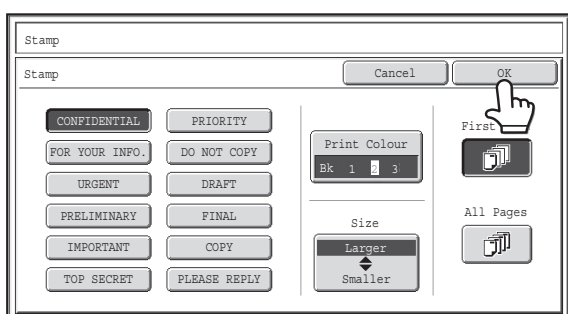 Stamp
Stamp
Cancel
OK
CONFIDENTIAL
PRIORITY
FOR YOUR INFO.
DO NOT COPY
URGENT
DRAFT
PRELIMINARY
FINAL
IMPORTANT
COPY
TOP SECRET
PLEASE REPLY
Print Colour
Bk 1 2 3
Size
Larger
Smaller
First
All Pages